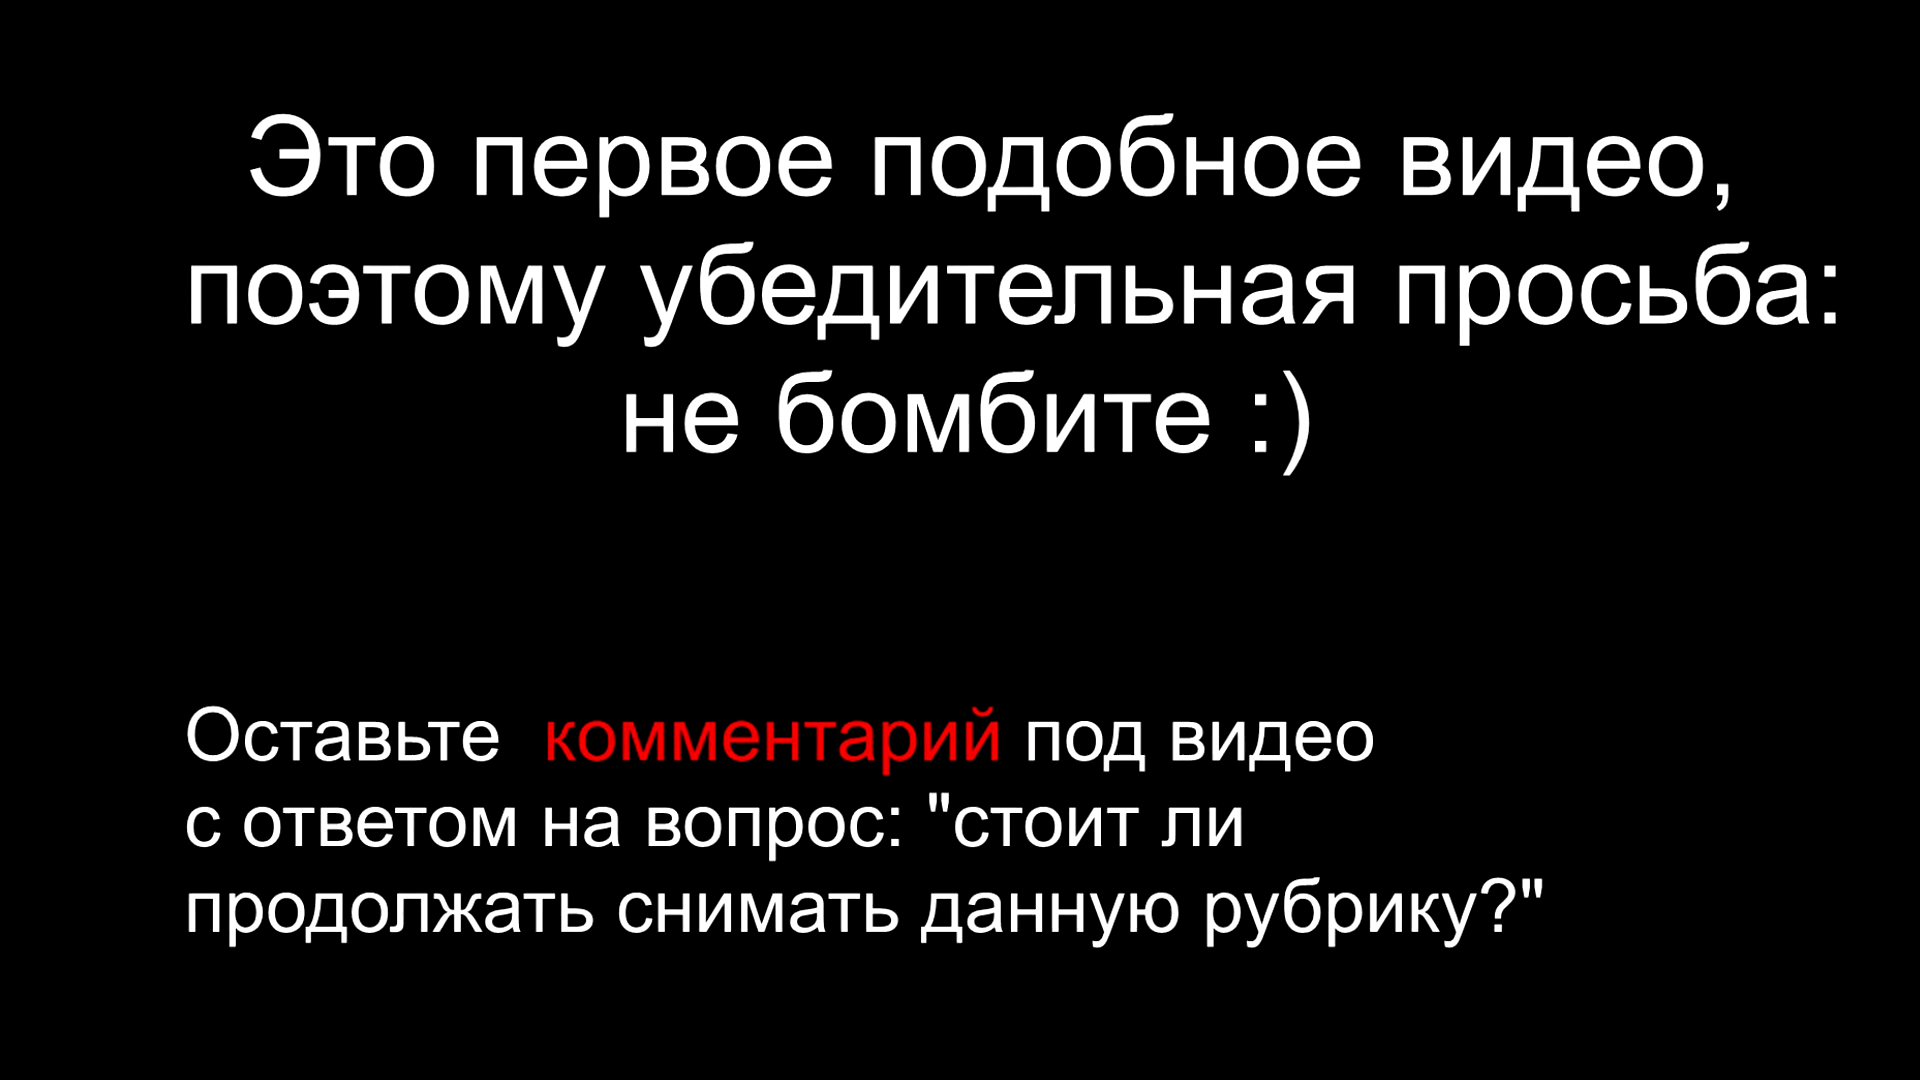 Это первое подобное видео,
поэтому убедительная просьба:
не бомбите :)
Оставьте комментарий под видео
с ответом на вопрос: "стоит ли
продолжать снимать данную рубрику?"